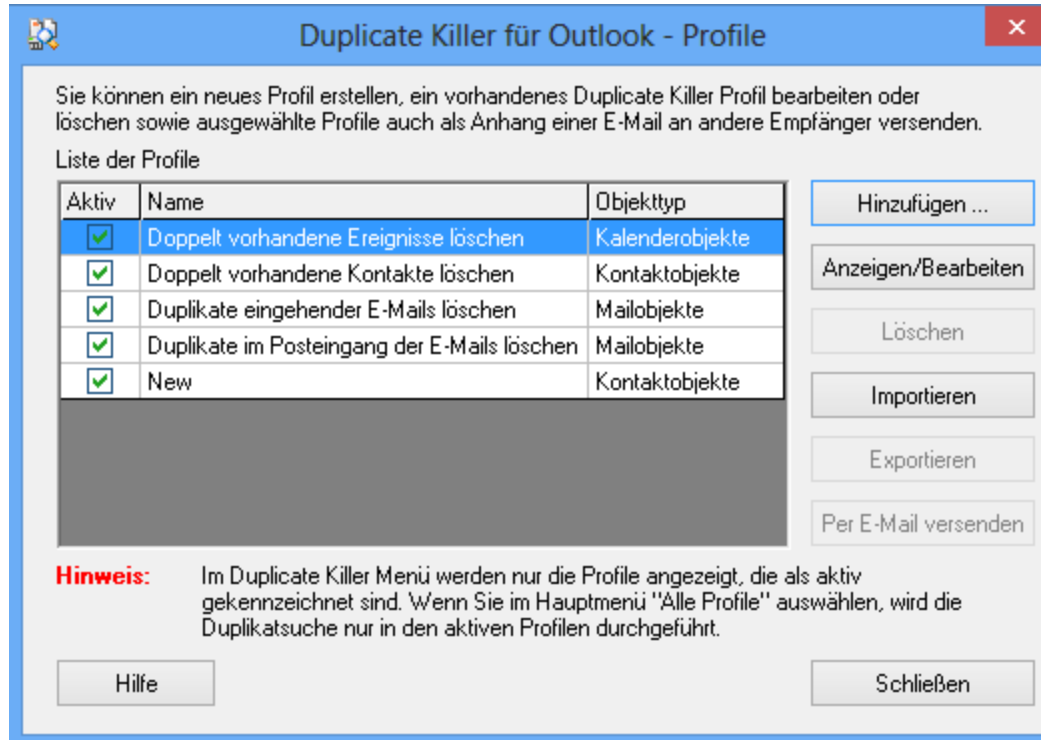 Duplicate Killer für Outlook - Profile
Sie können ein neues Profil erstellen, ein vorhandenes Duplicate Killer Profil bearbeiten oder
löschen sowie ausgewählte Profile auch als Anhang einer E-Mail an andere Empfänger versenden.
Liste der Profile
Aktiv Name Objekttyp
Doppelt vorhandene Ereignisse löschen Kalenderobjekte
Doppelt vorhandene Kontakte löschen Kontaktobjekte
Duplikate eingehender E-Mails löschen Mailobjekte
Duplikate im Posteingang der E-Mails löschen Mailobjekte
New Kontaktobjekte
Hinzufügen ...
Anzeigen/Bearbeiten
Löschen
Importieren
Exportieren
Per E-Mail versenden
Hinweis: Im Duplicate Killer Menü werden nur die Profile angezeigt, die als aktiv
gekennzeichnet sind. Wenn Sie im Hauptmenü "Alle Profile" auswählen, wird die
Duplikatsuche nur in den aktiven Profilen durchgeführt.
Hilfe
Schließen